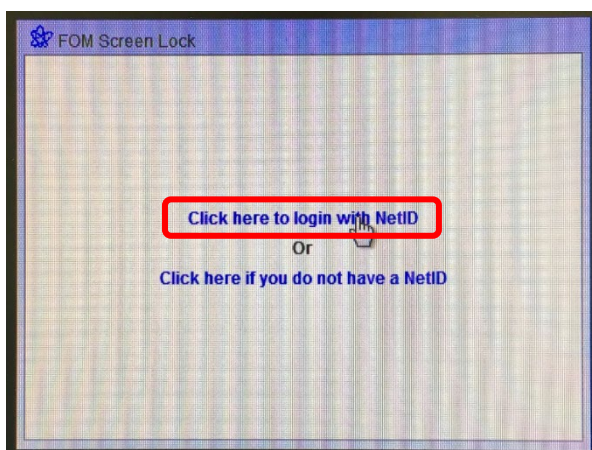 FOM Screen Lock
Click here to login with NetID
Or
Click here if you do not have a NetID